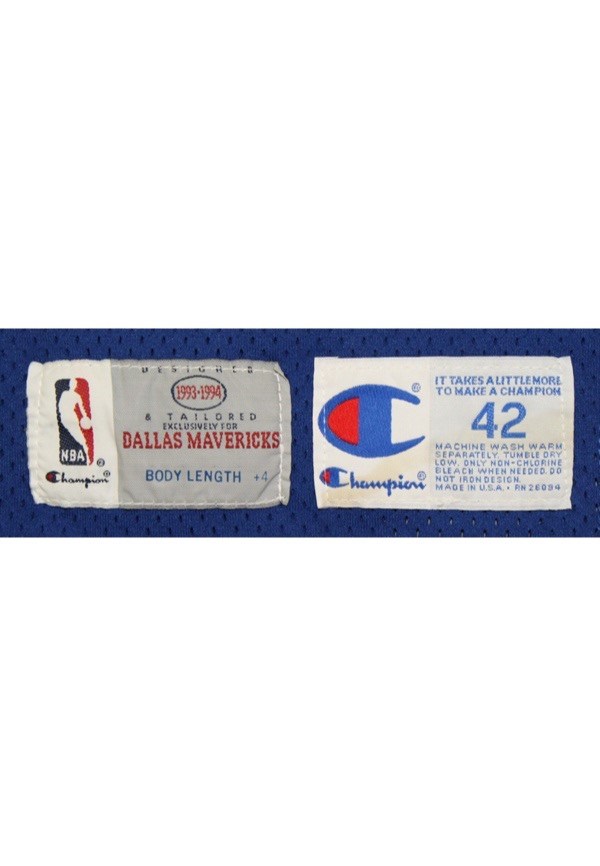 DESIGNED
1993-1994
& TAILORED
EXCLUSIVELY FOR
DALLAS MAVERICKS
BODY LENGTH +4
NBA ®
Champion ®
®
Champion ®
IT TAKES A LITTLE MORE
TO MAKE A CHAMPION
42
MACHINE WASH WARM
SEPARATELY. TUMBLE DRY
LOW. ONLY NON-CHLORINE
BLEACH WHEN NEEDED. DO
NOT IRON DESIGN.
MADE IN U.S.A. • RN 26094